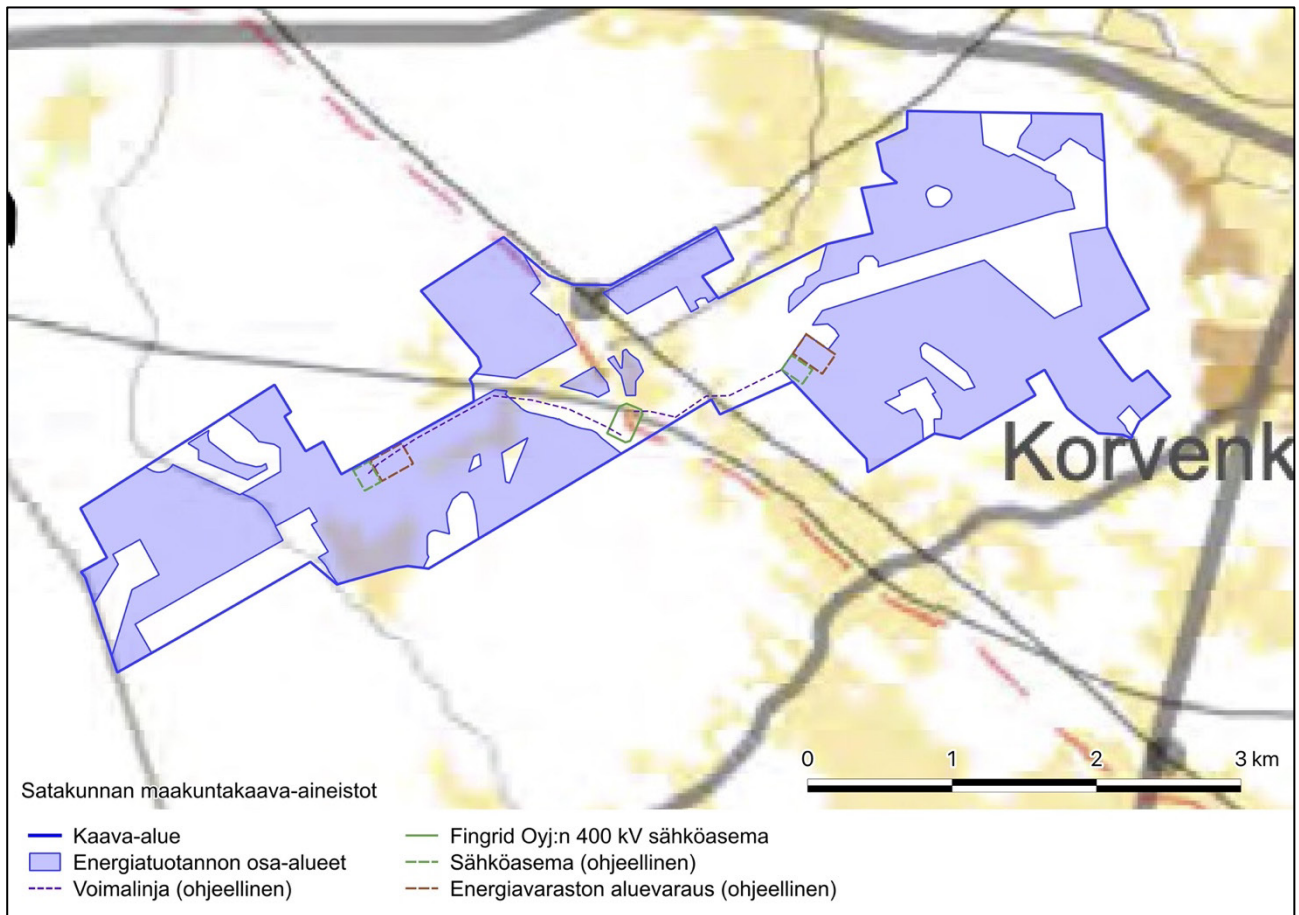 Korvenk
0 1 2 3 km
Satakunnan maakuntakaava-aineistot
Kaava-alue
Energiatuotannon osa-alueet
Voimalinja (ohjeellinen)
Fingrid Oyj:n 400 kV sähköasema
Sähköasema (ohjeellinen)
Energiavaraston aluevaraus (ohjeellinen)